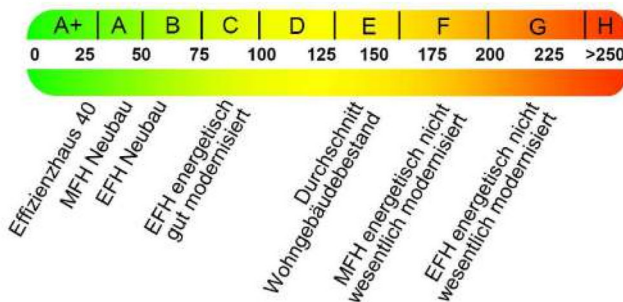 A+ A B C D E F G H
0 25 50 75 100 125 150 175 200 225 >250
Effizienzhaus 40
MFH Neubau
EFH Neubau
EFH energetisch
gut modernisiert
Durchschnitt
Wohngebäudebestand
MFH energetisch nicht
wesentlich modernisiert
EFH energetisch nicht
wesentlich modernisiert